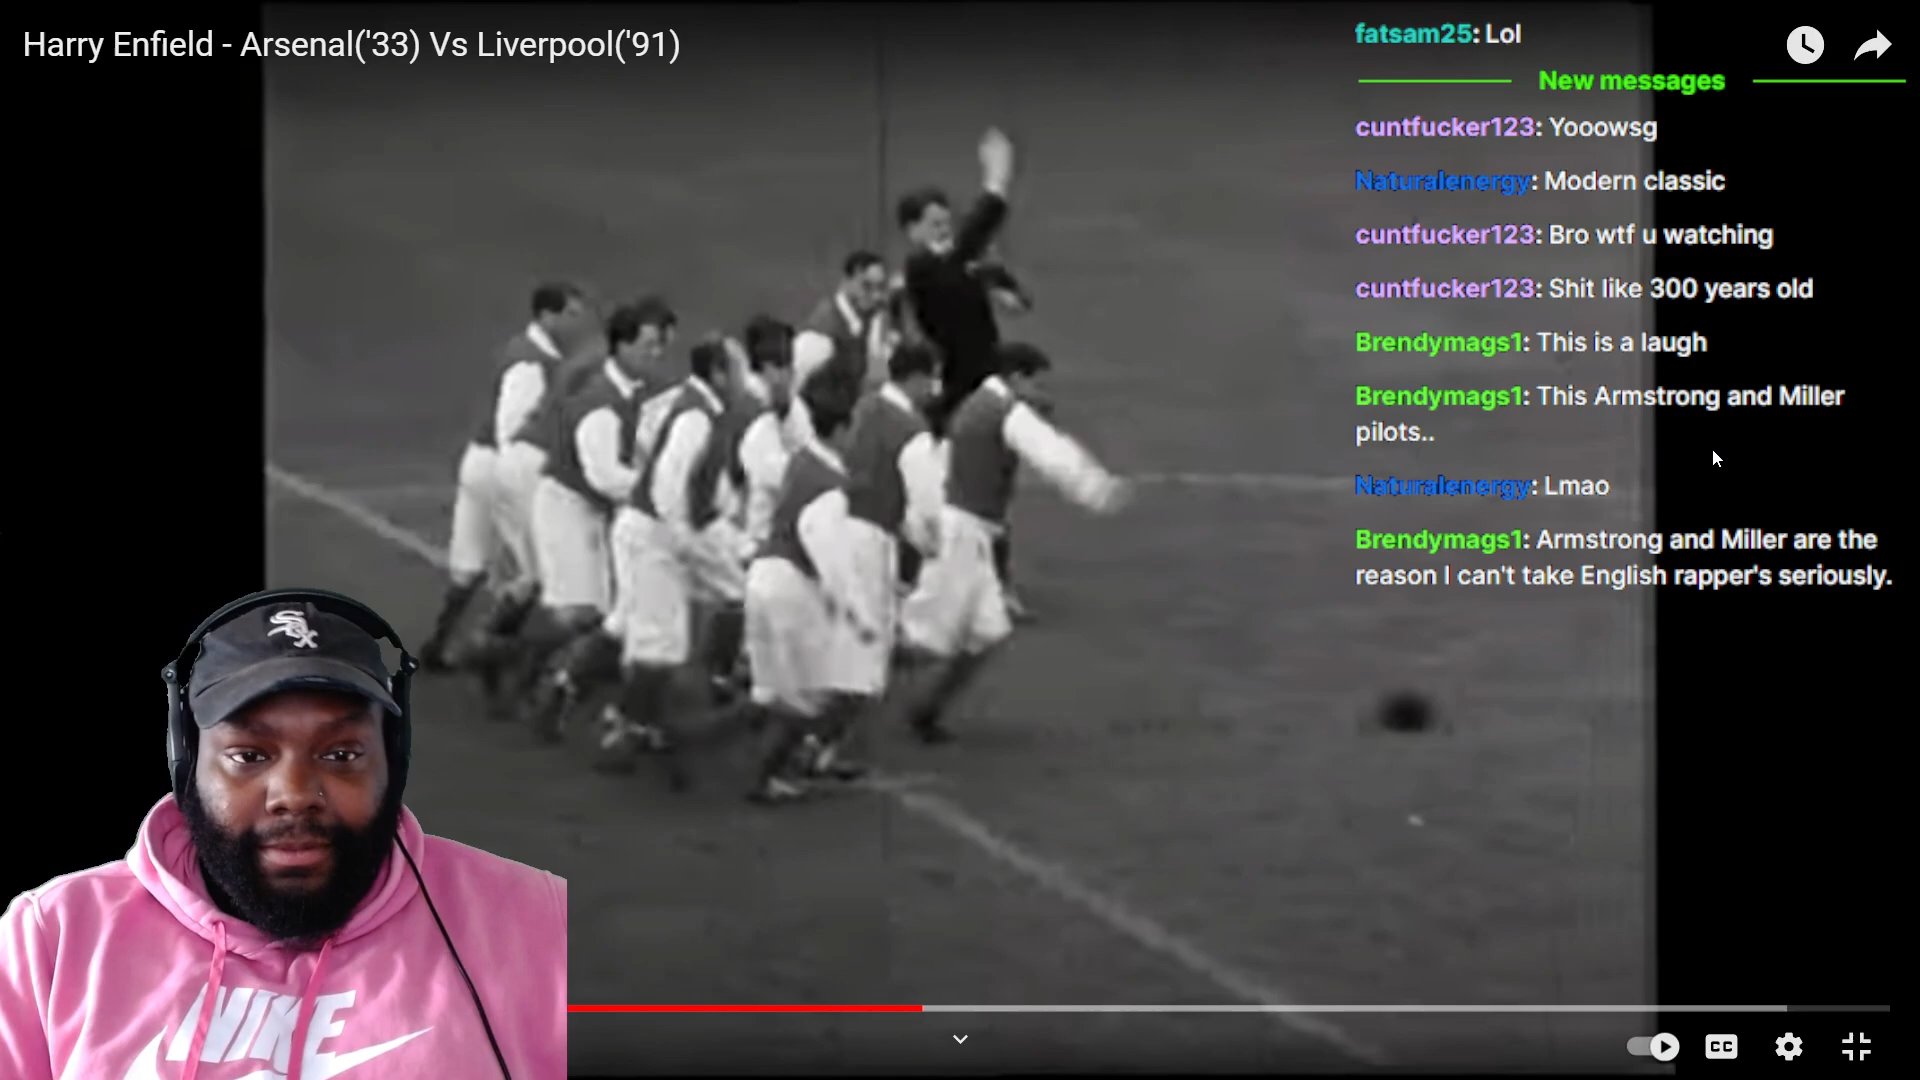 Harry Enfield - Arsenal('33) Vs Liverpool('91)
fatsam25: Lol
New messages
cuntfucker123: Yooowsg
Naturalenergy: Modern classic
cuntfucker123: Bro wtf u watching
cuntfucker123: Shit like 300 years old
Brendymags1: This is a laugh
Brendymags1: This Armstrong and Miller
pilots..
Naturalenergy: Lmao
Brendymags1: Armstrong and Miller are the
reason I can't take English rapper's seriously.
SOX
NIKE
CC